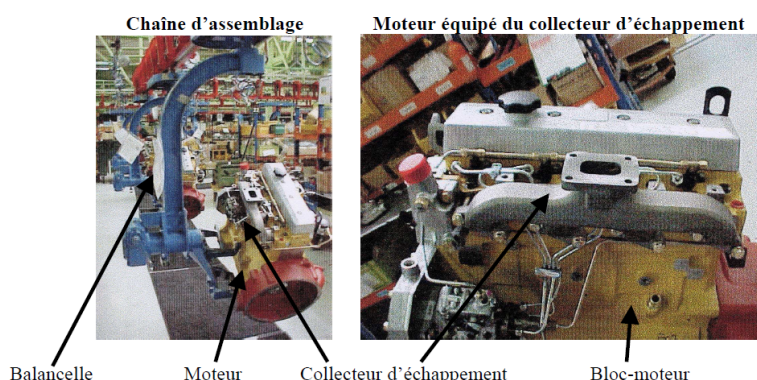 Chaîne d'assemblage
Moteur équipé du collecteur d'échappement
Balancelle
Moteur
Collecteur d'échappement
Bloc-moteur